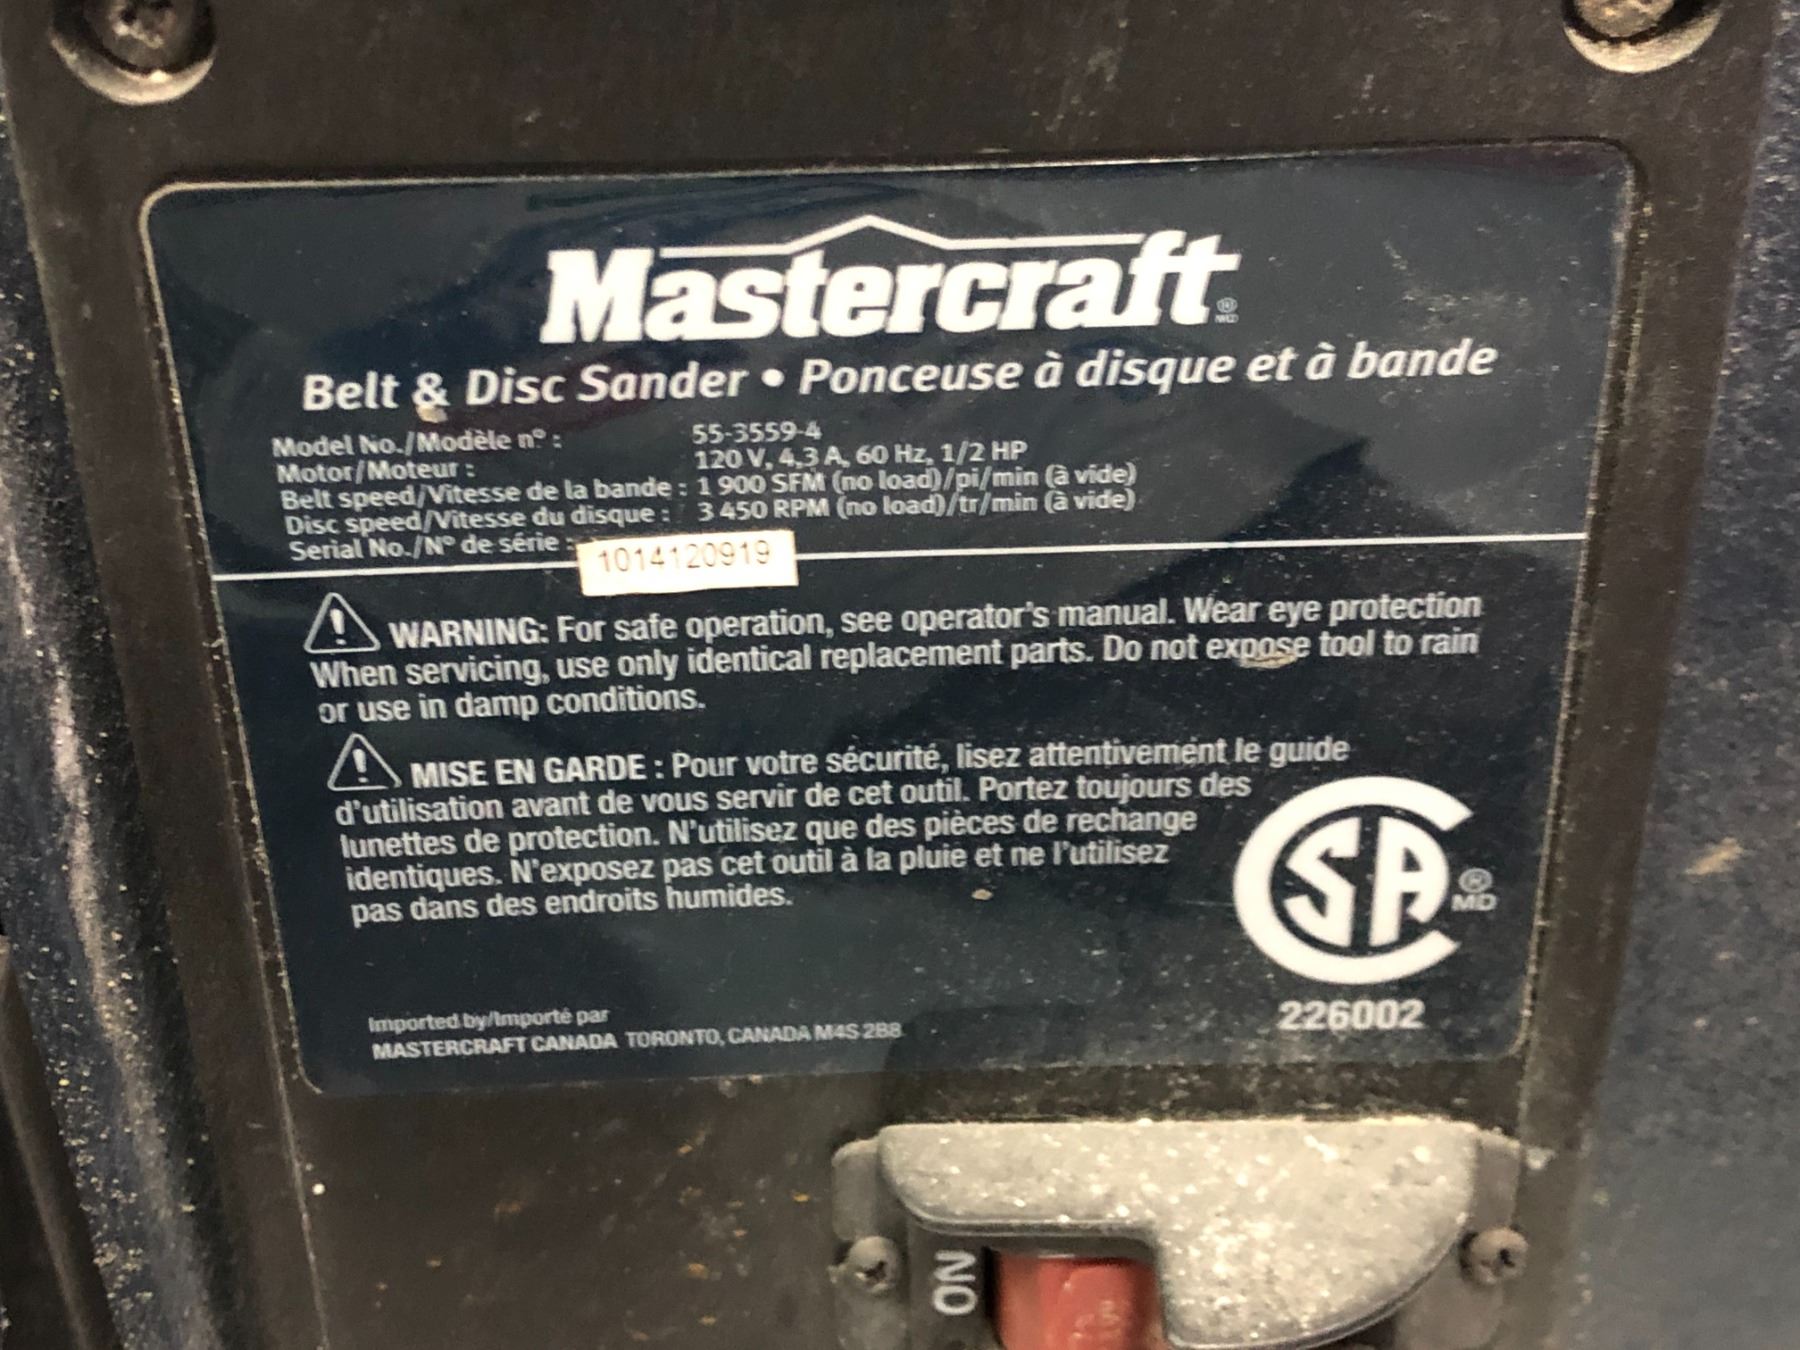 Mastercraft ® MD
Belt & Disc Sander • Ponceuse à disque et à bande
Model No./Modèle nº : 55-3559-4
Motor/Moteur : 120 V, 4,3 A, 60 Hz, 1/2 HP
Belt speed/Vitesse de la bande : 1 900 SFM (no load)/pi/min (à vide)
Disc speed/Vitesse du disque : 3 450 RPM (no load)/tr/min (à vide)
Serial No./Nº de série : 1014120919
WARNING: For safe operation, see operator's manual. Wear eye protection
When servicing, use only identical replacement parts. Do not expose tool to rain
or use in damp conditions.
MISE EN GARDE : Pour votre sécurité, lisez attentivement le guide
d'utilisation avant de vous servir de cet outil. Portez toujours des
lunettes de protection. N'utilisez que des pièces de rechange
identiques. N'exposez pas cet outil à la pluie et ne l'utilisez
pas dans des endroits humides.
CSA ® MD
226002
Imported by/Importé par
MASTERCRAFT CANADA TORONTO, CANADA M4S 2B8
ON